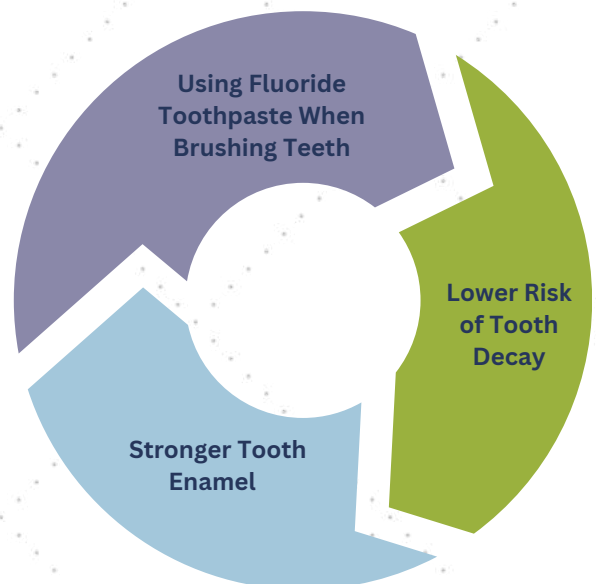 Using Fluoride
Toothpaste When
Brushing Teeth
Lower Risk
of Tooth
Decay
Stronger Tooth
Enamel